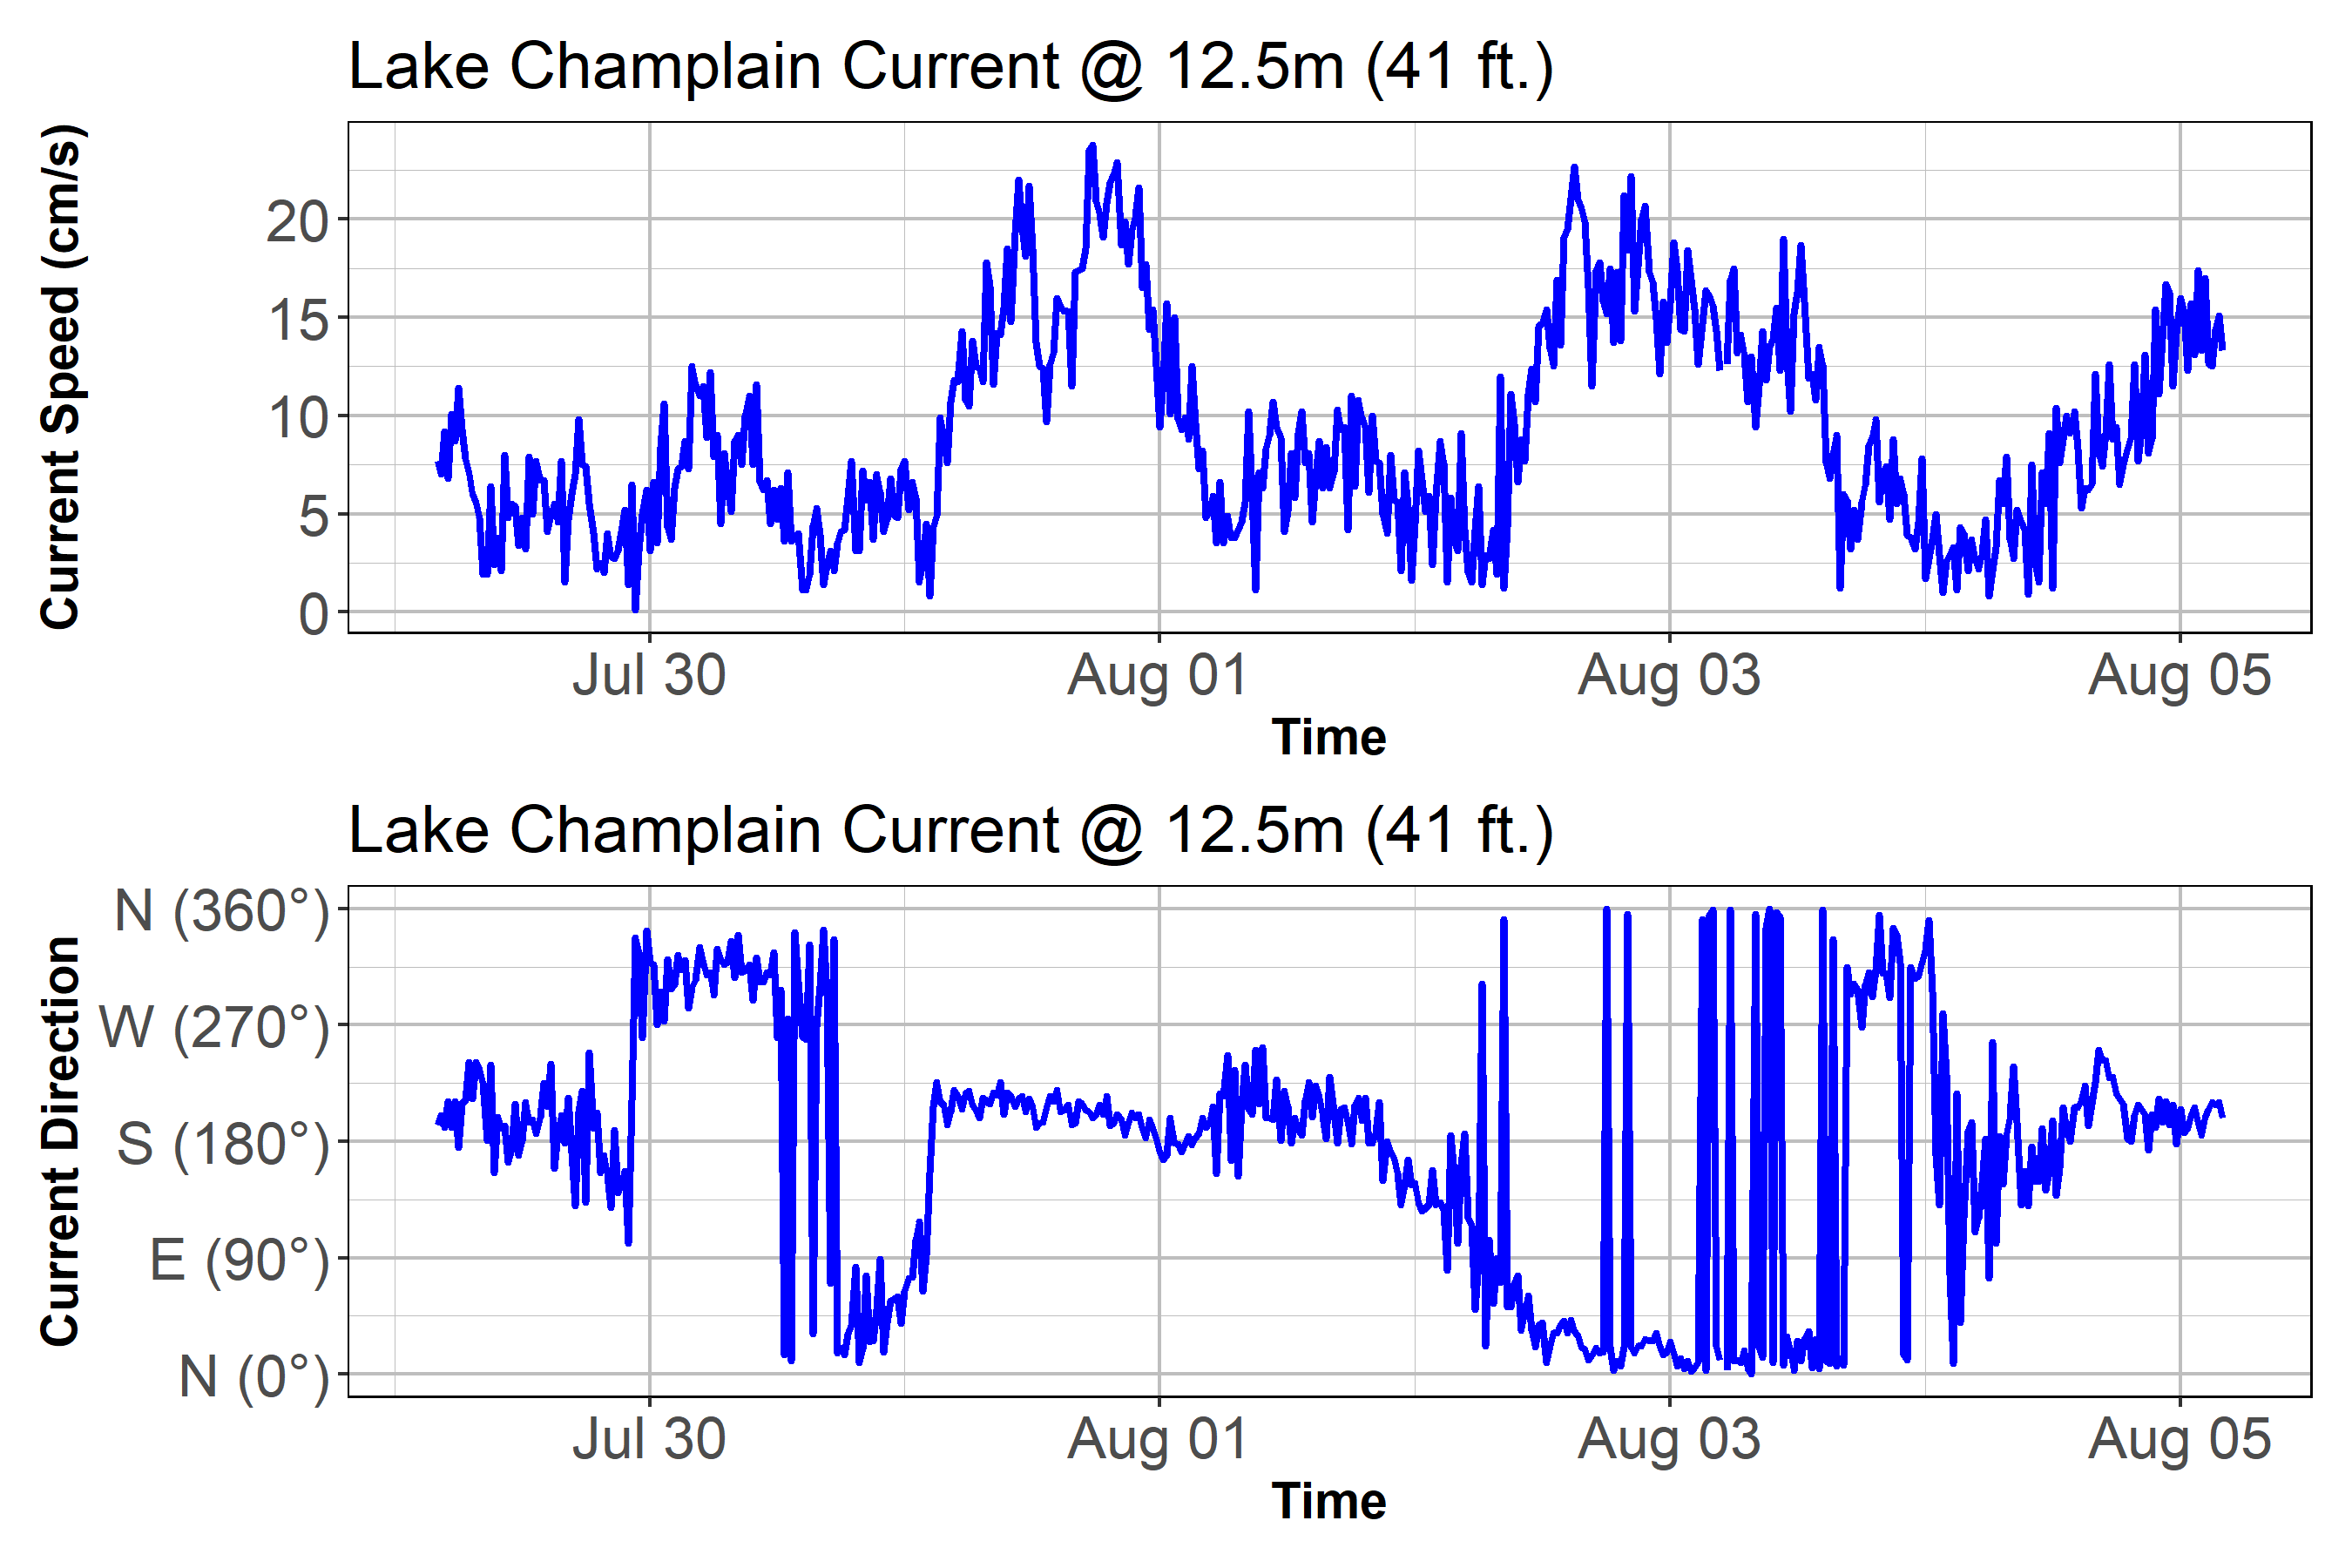 Lake Champlain Current @ 12.5m (41 ft.)
Current Speed (cm/s)
20
15
10
5
0
Jul 30 Aug 01 Aug 03 Aug 05
Time
Lake Champlain Current @ 12.5m (41 ft.)
Current Direction
N (360°)
W (270°)
S (180°)
E (90°)
N (0°)
Jul 30 Aug 01 Aug 03 Aug 05
Time